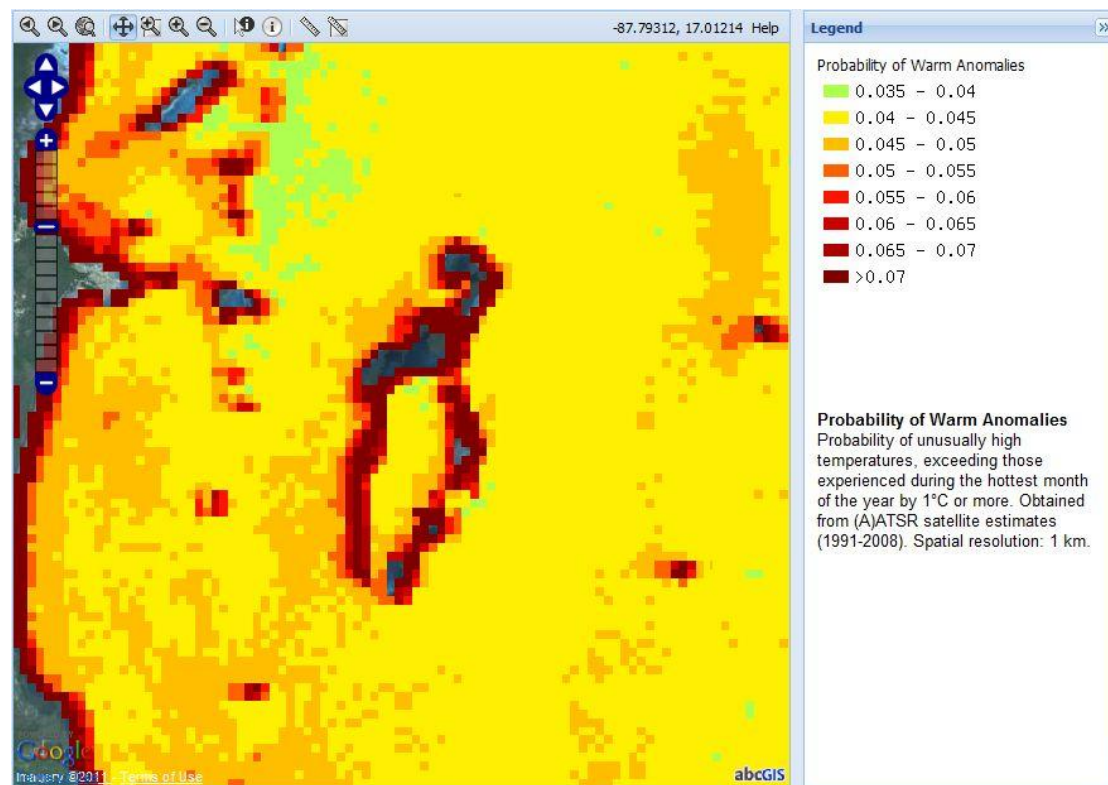 -87.79312, 17.01214 Help
Legend
Probability of Warm Anomalies
0.035 - 0.04
0.04 - 0.045
0.045 - 0.05
0.05 - 0.055
0.055 - 0.06
0.06 - 0.065
0.065 - 0.07
>0.07
Probability of Warm Anomalies
Probability of unusually high
temperatures, exceeding those
experienced during the hottest month
of the year by 1°C or more. Obtained
from (A)ATSR satellite estimates
(1991-2008). Spatial resolution: 1 km.
Google
Imagery ©2011 - Terms of Use
abcGIS